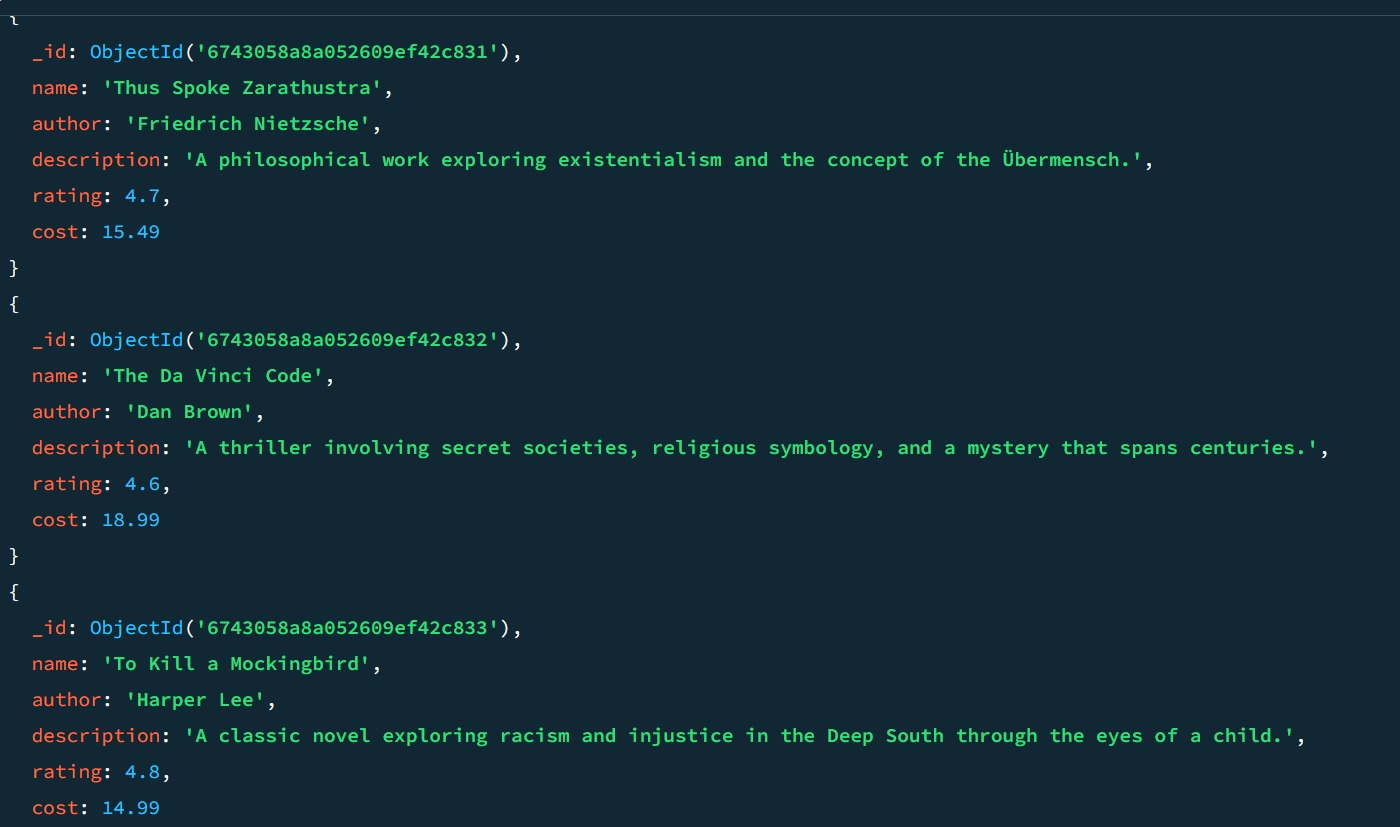 {
_id: ObjectId('6743058a8a052609ef42c831'),
name: 'Thus Spoke Zarathustra',
author: 'Friedrich Nietzsche',
description: 'A philosophical work exploring existentialism and the concept of the Übermensch.',
rating: 4.7,
cost: 15.49
}
{
_id: ObjectId('6743058a8a052609ef42c832'),
name: 'The Da Vinci Code',
author: 'Dan Brown',
description: 'A thriller involving secret societies, religious symbology, and a mystery that spans centuries.',
rating: 4.6,
cost: 18.99
}
{
_id: ObjectId('6743058a8a052609ef42c833'),
name: 'To Kill a Mockingbird',
author: 'Harper Lee',
description: 'A classic novel exploring racism and injustice in the Deep South through the eyes of a child.',
rating: 4.8,
cost: 14.99